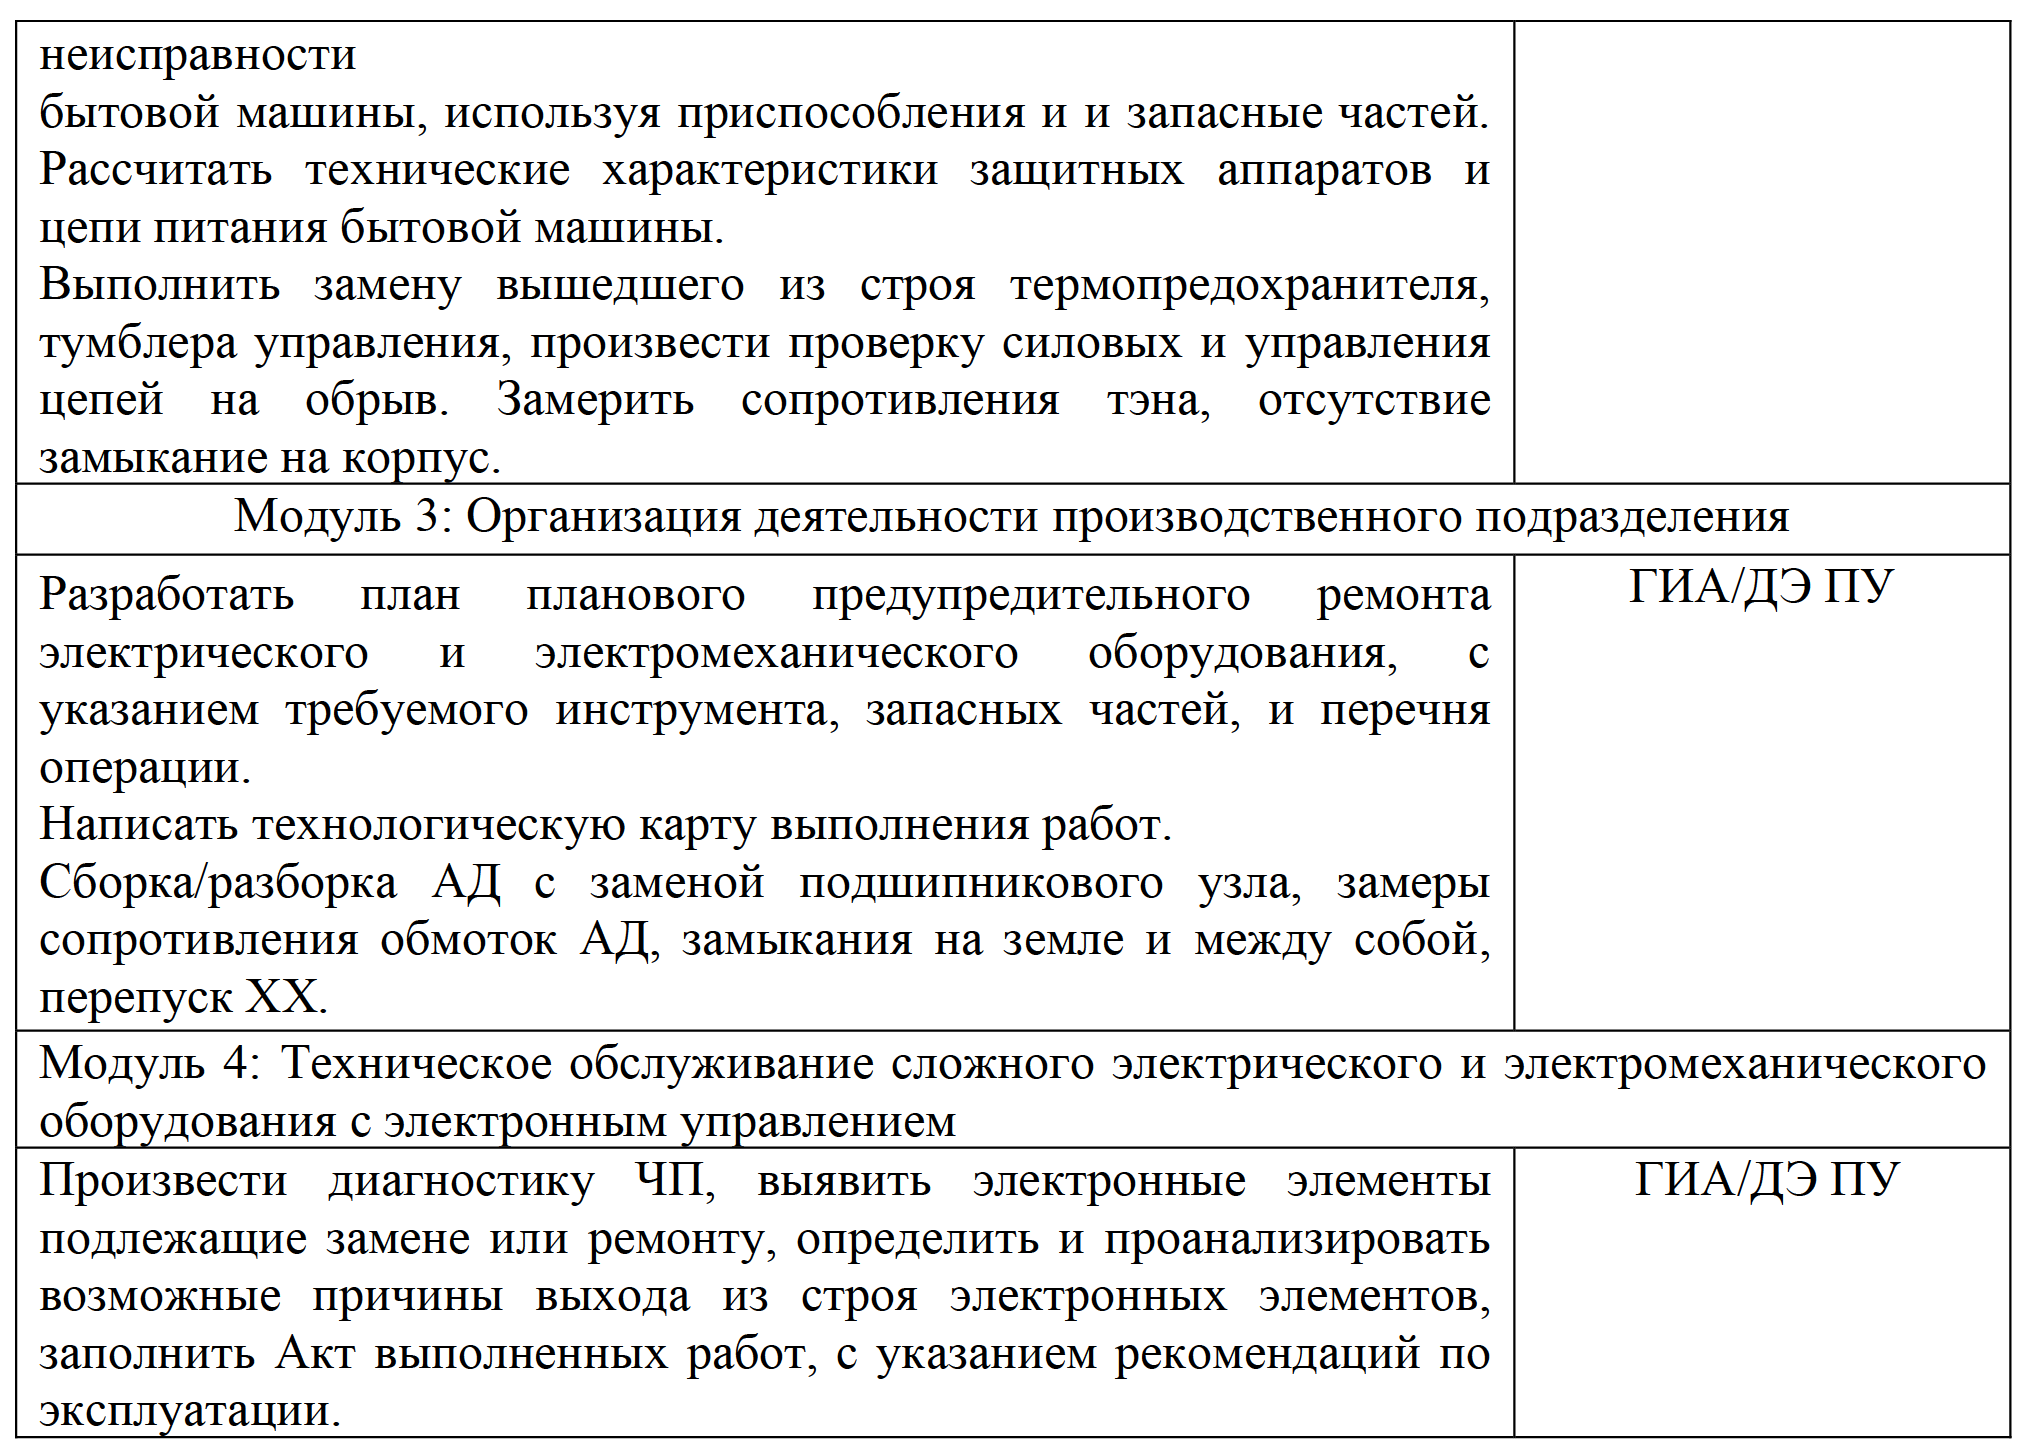 неисправности
бытовой машины, используя приспособления и и запасные частей.
Рассчитать технические характеристики защитных аппаратов и
цепи питания бытовой машины.
Выполнить замену вышедшего из строя термопредохранителя,
тумблера управления, произвести проверку силовых и управления
цепей на обрыв. Замерить сопротивления тэна, отсутствие
замыкание на корпус.
Модуль 3: Организация деятельности производственного подразделения
Разработать план планового предупредительного ремонта
электрического и электромеханического оборудования, с
указанием требуемого инструмента, запасных частей, и перечня
операции.
Написать технологическую карту выполнения работ.
Сборка/разборка АД с заменой подшипникового узла, замеры
сопротивления обмоток АД, замыкания на земле и между собой,
перепуск ХХ.
ГИА/ДЭ ПУ
Модуль 4: Техническое обслуживание сложного электрического и электромеханического
оборудования с электронным управлением
Произвести диагностику ЧП, выявить электронные элементы
подлежащие замене или ремонту, определить и проанализировать
возможные причины выхода из строя электронных элементов,
заполнить Акт выполненных работ, с указанием рекомендаций по
эксплуатации.
ГИА/ДЭ ПУ